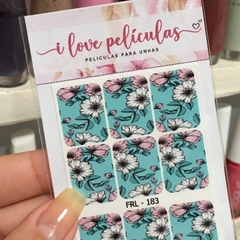 i love películas
PELÍCULAS PARA UNHAS
FRL - 183